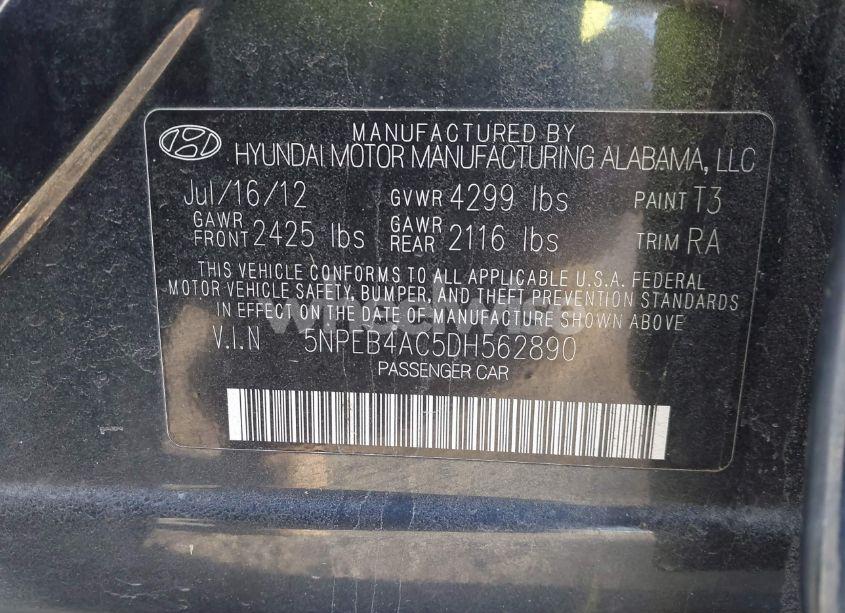 MANUFACTURED BY
HYUNDAI MOTOR MANUFACTURING ALABAMA, LLC
Jul/16/12 GVWR 4299 lbs PAINT T3
GAWR FRONT 2425 lbs GAWR REAR 2116 lbs TRIM RA
THIS VEHICLE CONFORMS TO ALL APPLICABLE U.S.A. FEDERAL
MOTOR VEHICLE SAFETY, BUMPER, AND THEFT PREVENTION STANDARDS
IN EFFECT ON THE DATE OF MANUFACTURE SHOWN ABOVE
V.I.N 5NPEB4AC5DH562890
PASSENGER CAR